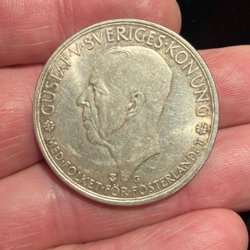 GUSTAF·V·SVERIGES·KONUNG
MED·FOLKET·FÖR·FOSTERLANDET
G